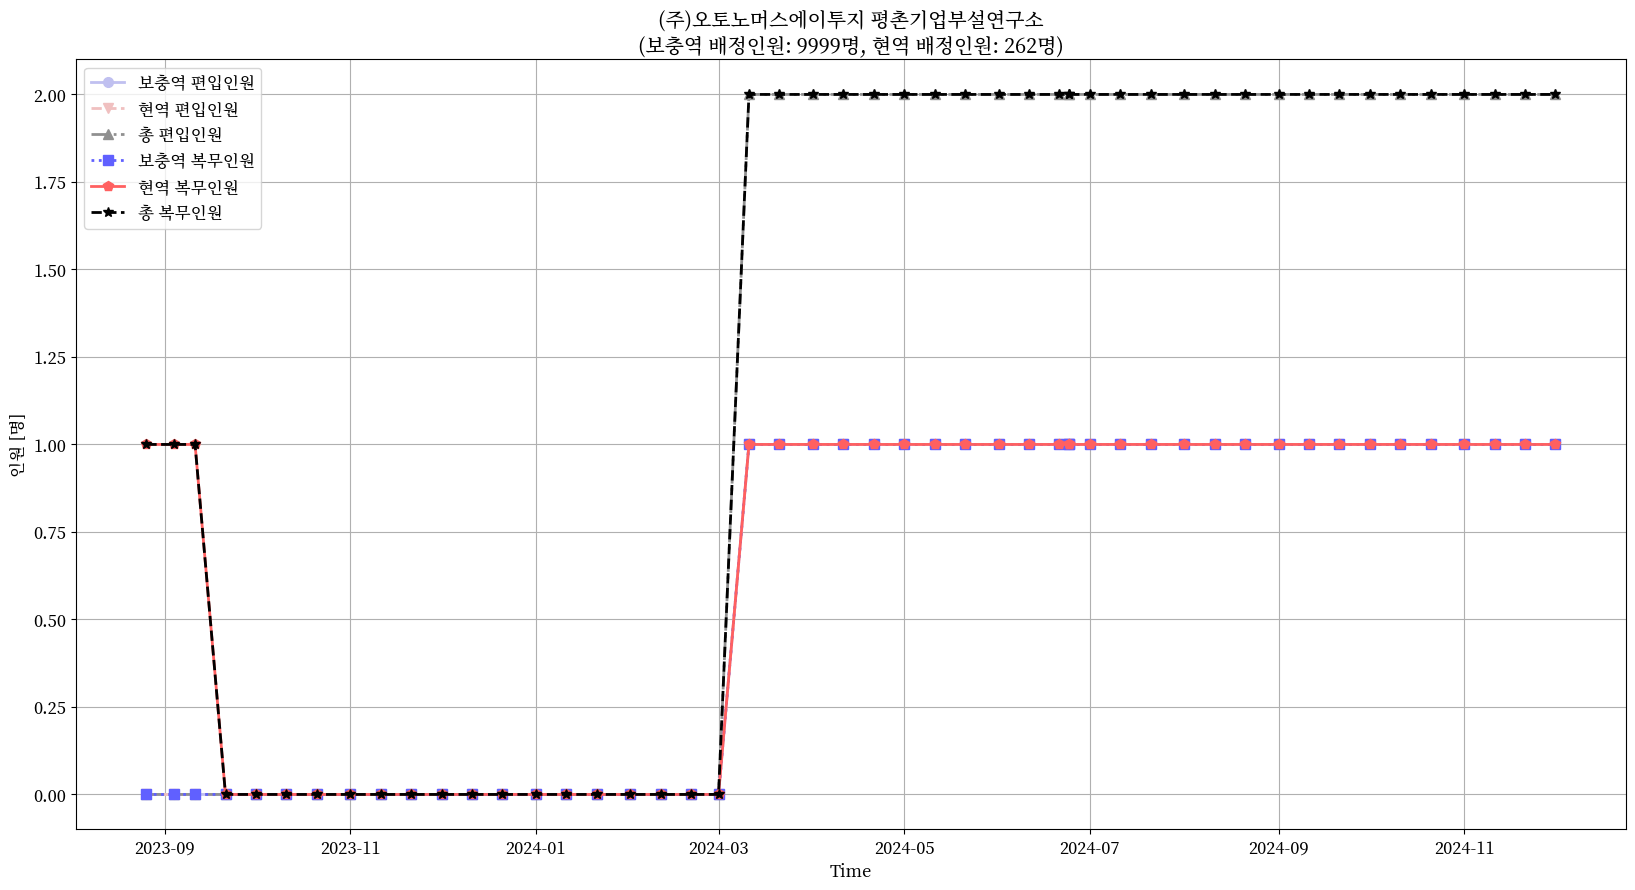 (주)오토노머스에이투지 평촌기업부설연구소
(보충역 배정인원: 9999명, 현역 배정인원: 262명)
보충역 편입인원
현역 편입인원
총 편입인원
보충역 복무인원
현역 복무인원
총 복무인원
2.00
1.75
1.50
1.25
1.00
0.75
0.50
0.25
0.00
인원 [명]
2023-09 2023-11 2024-01 2024-03 2024-05 2024-07 2024-09 2024-11
Time